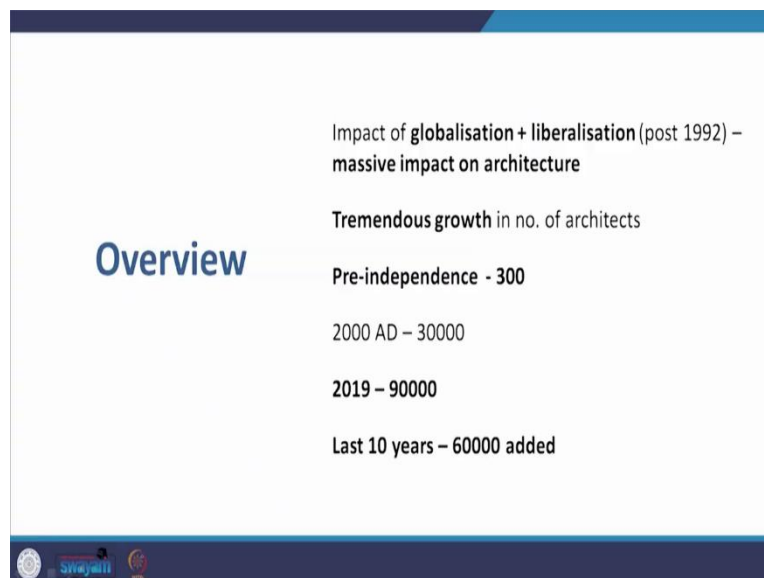 Overview
Impact of globalisation + liberalisation (post 1992) –
massive impact on architecture
Tremendous growth in no. of architects
Pre-independence - 300
2000 AD – 30000
2019 – 90000
Last 10 years – 60000 added
swayam